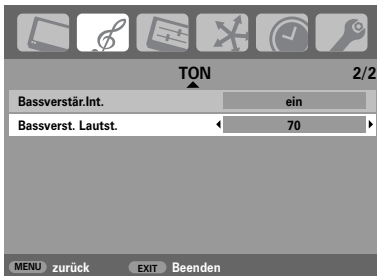 TON 2/2
Bassverstär.Int. ein
Bassverst. Lautst. 70
MENU zurück EXIT Beenden